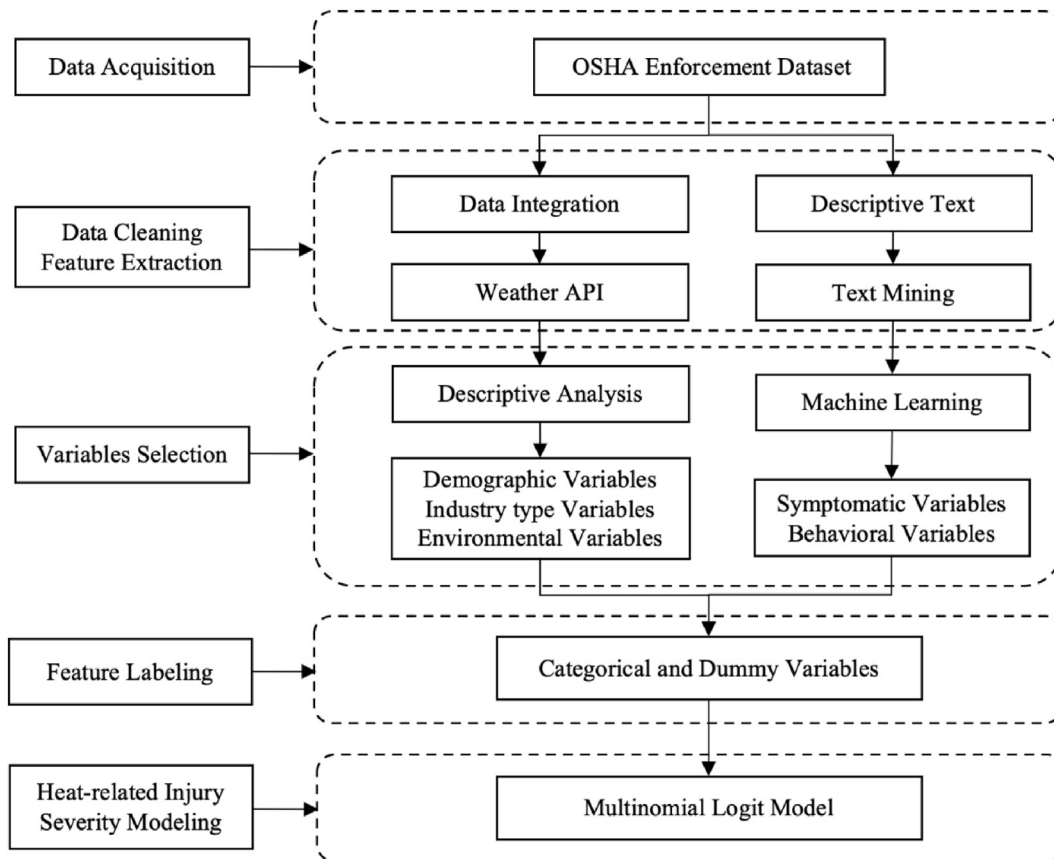 Data Acquisition
OSHA Enforcement Dataset
Data Cleaning
Feature Extraction
Data Integration
Descriptive Text
Weather API
Text Mining
Variables Selection
Descriptive Analysis
Machine Learning
Demographic Variables
Industry type Variables
Environmental Variables
Symptomatic Variables
Behavioral Variables
Feature Labeling
Categorical and Dummy Variables
Heat-related Injury
Severity Modeling
Multinomial Logit Model